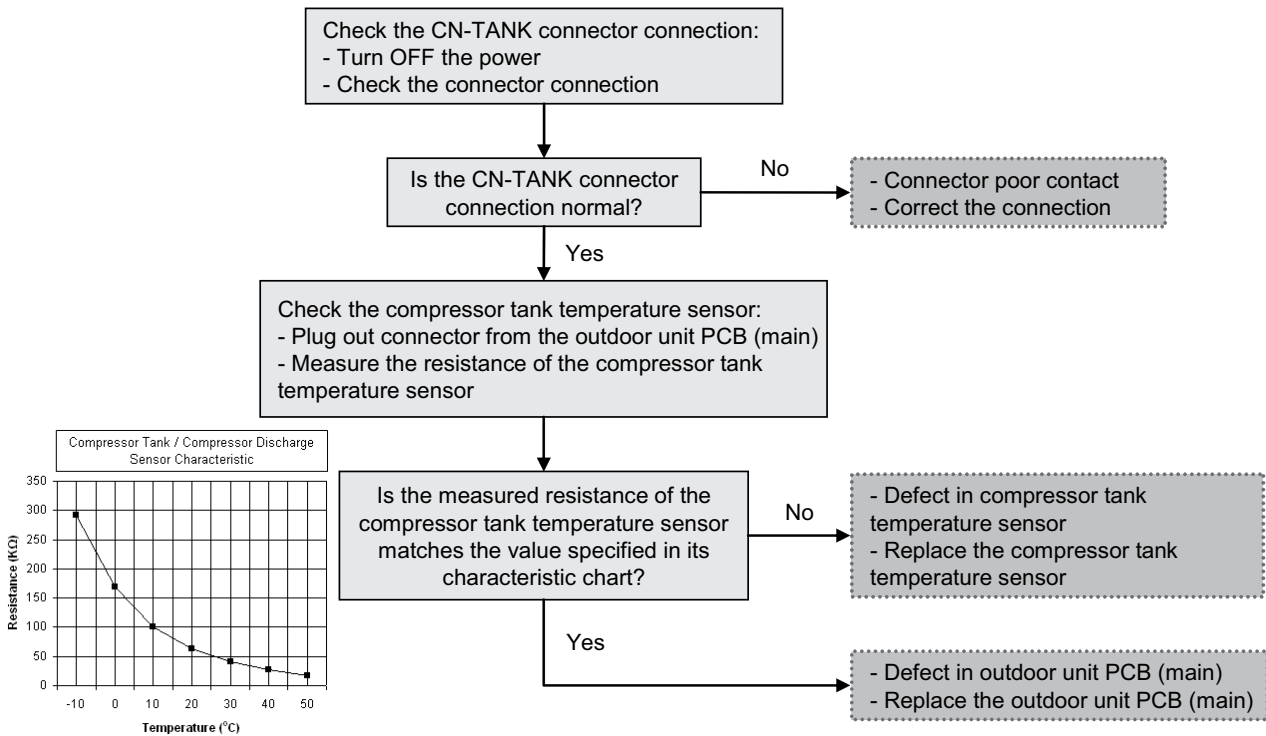 Check the CN-TANK connector connection:
- Turn OFF the power
- Check the connector connection
Is the CN-TANK connector
connection normal?
No
- Connector poor contact
- Correct the connection
Yes
Check the compressor tank temperature sensor:
- Plug out connector from the outdoor unit PCB (main)
- Measure the resistance of the compressor tank
temperature sensor
Compressor Tank / Compressor Discharge
Sensor Characteristic
Resistance (KΩ)
350
300
250
200
150
100
50
0
-10 0 10 20 30 40 50
Temperature (°C)
Is the measured resistance of the
compressor tank temperature sensor
matches the value specified in its
characteristic chart?
No
- Defect in compressor tank
temperature sensor
- Replace the compressor tank
temperature sensor
Yes
- Defect in outdoor unit PCB (main)
- Replace the outdoor unit PCB (main)